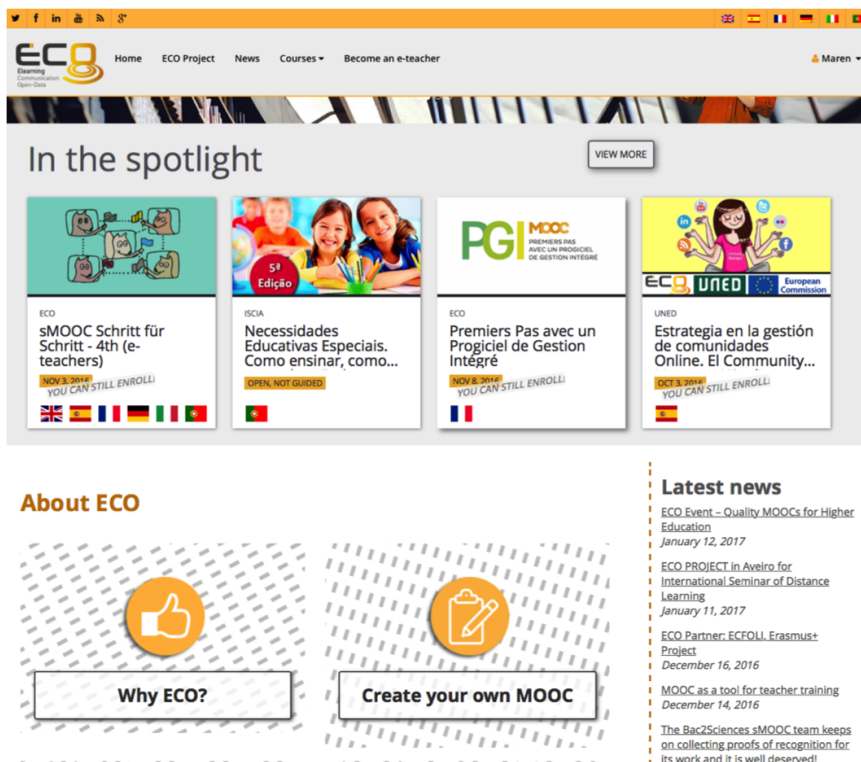 ECO
Elearning
Communication
Open-Data
Home
ECO Project
News
Courses
Become an e-teacher
Maren
In the spotlight
VIEW MORE
ECO
sMOOC Schritt für
Schritt - 4th (e-
teachers)
NOV 3, 2016
YOU CAN STILL ENROLL!
5ª
Edição
ISCIA
Necessidades
Educativas Especiais.
Como ensinar, como...
OPEN, NOT GUIDED
PGI MOOC
PREMIERS PAS
AVEC UN PROGICIEL
DE GESTION INTÉGRÉ
ECO
Premiers Pas avec un
Progiciel de Gestion
Intégré
NOV 8, 2016
YOU CAN STILL ENROLL!
ECO UNED European
Commission
UNED
Estrategia en la gestión
de comunidades
Online. El Community...
OCT 3, 2016
YOU CAN STILL ENROLL!
About ECO
Why ECO?
Create your own MOOC
Latest news
ECO Event – Quality MOOCs for Higher
Education
January 12, 2017
ECO PROJECT in Aveiro for
International Seminar of Distance
Learning
January 11, 2017
ECO Partner: ECFOLI, Erasmus+
Project
December 16, 2016
MOOC as a tool for teacher training
December 14, 2016
The Bac2Sciences sMOOC team keeps
on collecting proofs of recognition for
its work and it is well deserved!